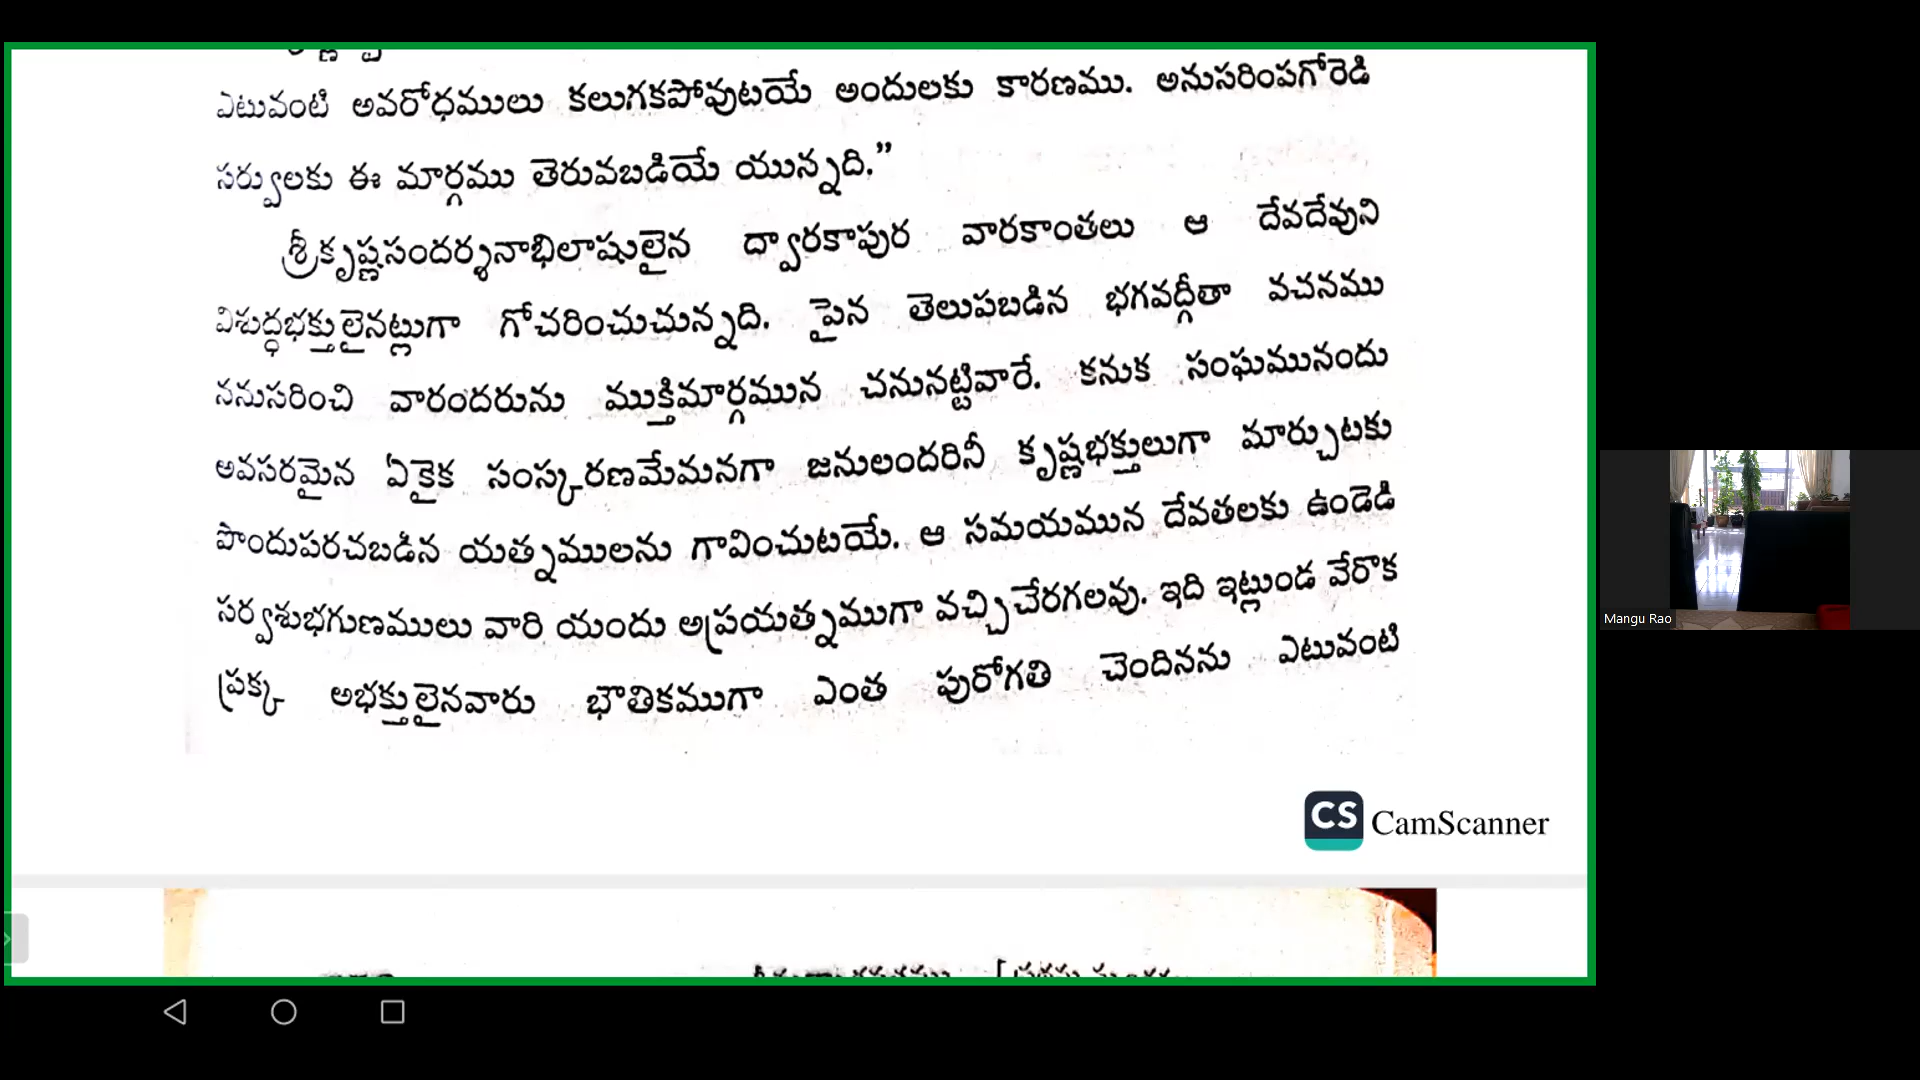 ఎటువంటి అవరోధములు కలుగకపోవుటయే అందులకు కారణము. అనుసరింపగోరెడి
సర్వులకు ఈ మార్గము తెరువబడియే యున్నది.”
శ్రీకృష్ణసందర్శనాభిలాషులైన ద్వారకాపుర వారకాంతలు ఆ దేవదేవుని
విశుద్ధభక్తులైనట్లుగా గోచరించుచున్నది. పైన తెలుపబడిన భగవద్గీతా వచనము
ననుసరించి వారందరును ముక్తిమార్గమున చనునట్టివారే. కనుక సంఘమునందు
అవసరమైన ఏకైక సంస్కరణమేమనగా జనులందరినీ కృష్ణభక్తులుగా మార్చుటకు
పొందుపరచబడిన యత్నములను గావించుటయే. ఆ సమయమున దేవతలకు ఉండెడి
సర్వశుభగుణములు వారి యందు అప్రయత్నముగా వచ్చిచేరగలవు. ఇది ఇట్లుండ వేరొక
ప్రక్క అభక్తులైనవారు భౌతికముగా ఎంత పురోగతి చెందినను ఎటువంటి
CS CamScanner
Mangu Rao